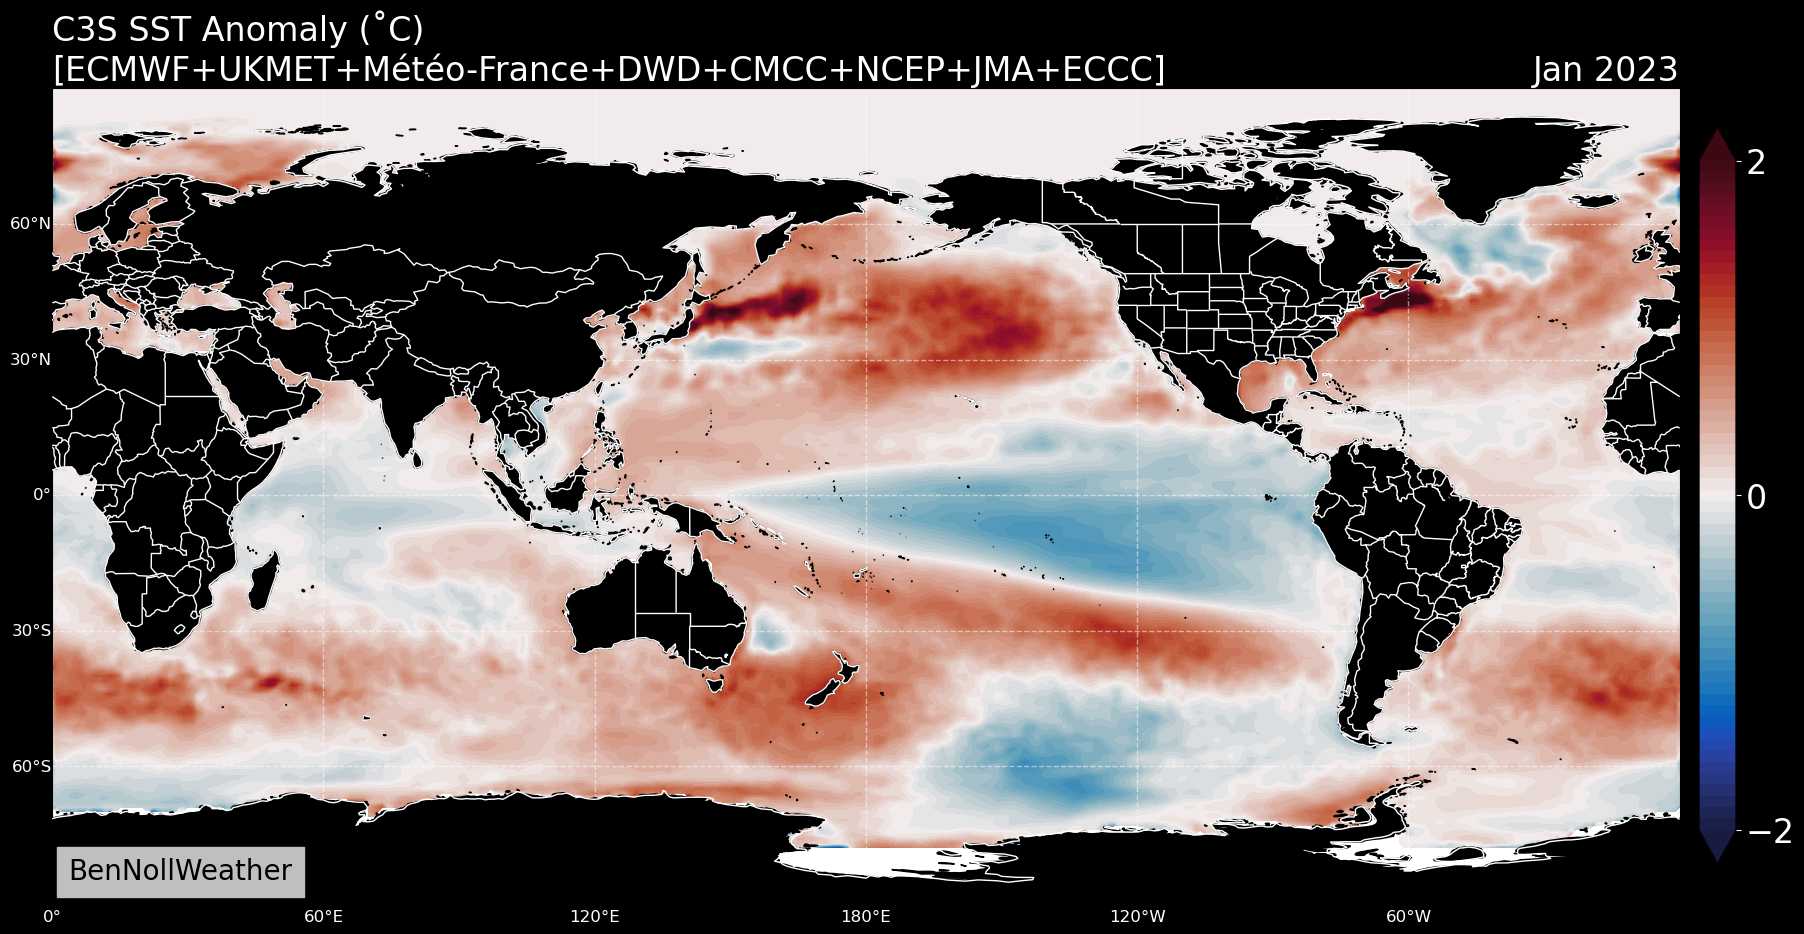 C3S SST Anomaly (˚C)
[ECMWF+UKMET+Météo-France+DWD+CMCC+NCEP+JMA+ECCC]
Jan 2023
2
60°N
30°N
0°
0
30°S
60°S
−2
BenNollWeather
0°
60°E
120°E
180°E
120°W
60°W